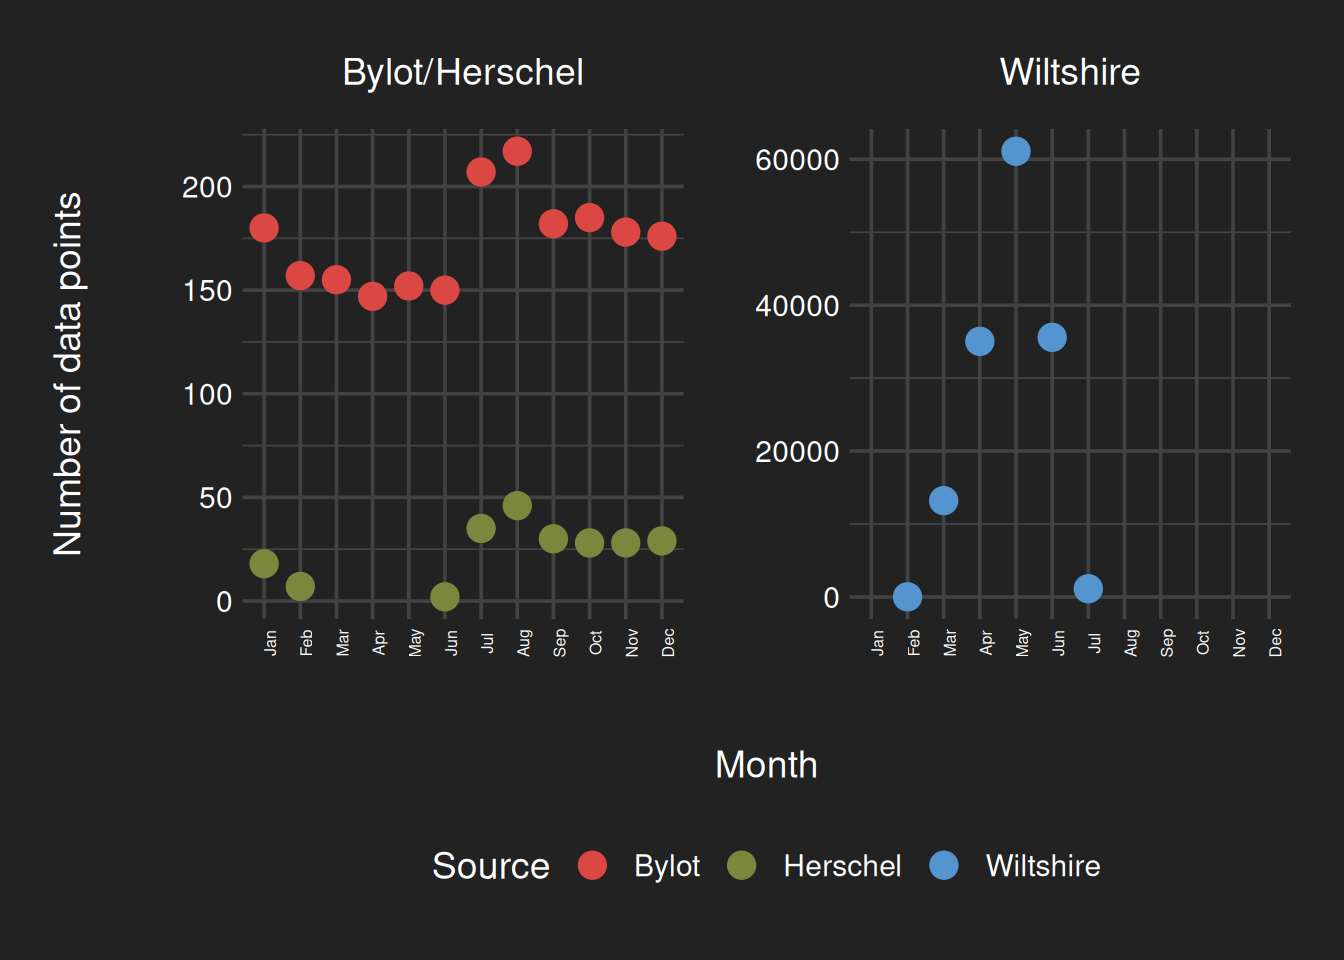 Bylot/Herschel
Wiltshire
Number of data points
200
150
100
50
0
Jan
Feb
Mar
Apr
May
Jun
Jul
Aug
Sep
Oct
Nov
Dec
60000
40000
20000
0
Jan
Feb
Mar
Apr
May
Jun
Jul
Aug
Sep
Oct
Nov
Dec
Month
Source Bylot Herschel Wiltshire